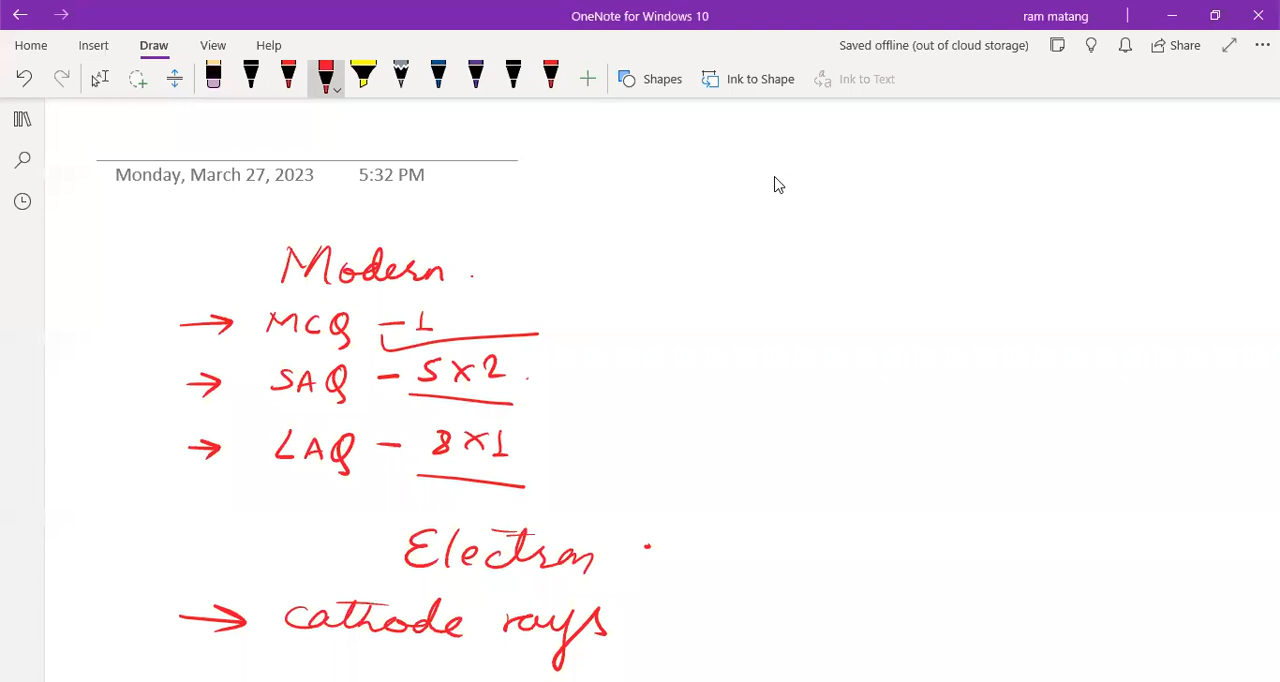 OneNote for Windows 10
ram matang
Home Insert Draw View Help
Saved offline (out of cloud storage)
Share
Shapes
Ink to Shape
Ink to Text
Monday, March 27, 2023 5:32 PM
Modern
→ MCQ - 1
→ SAQ - 5 × 2
→ LAQ - 8 × 1
Electron
→ cathode rays